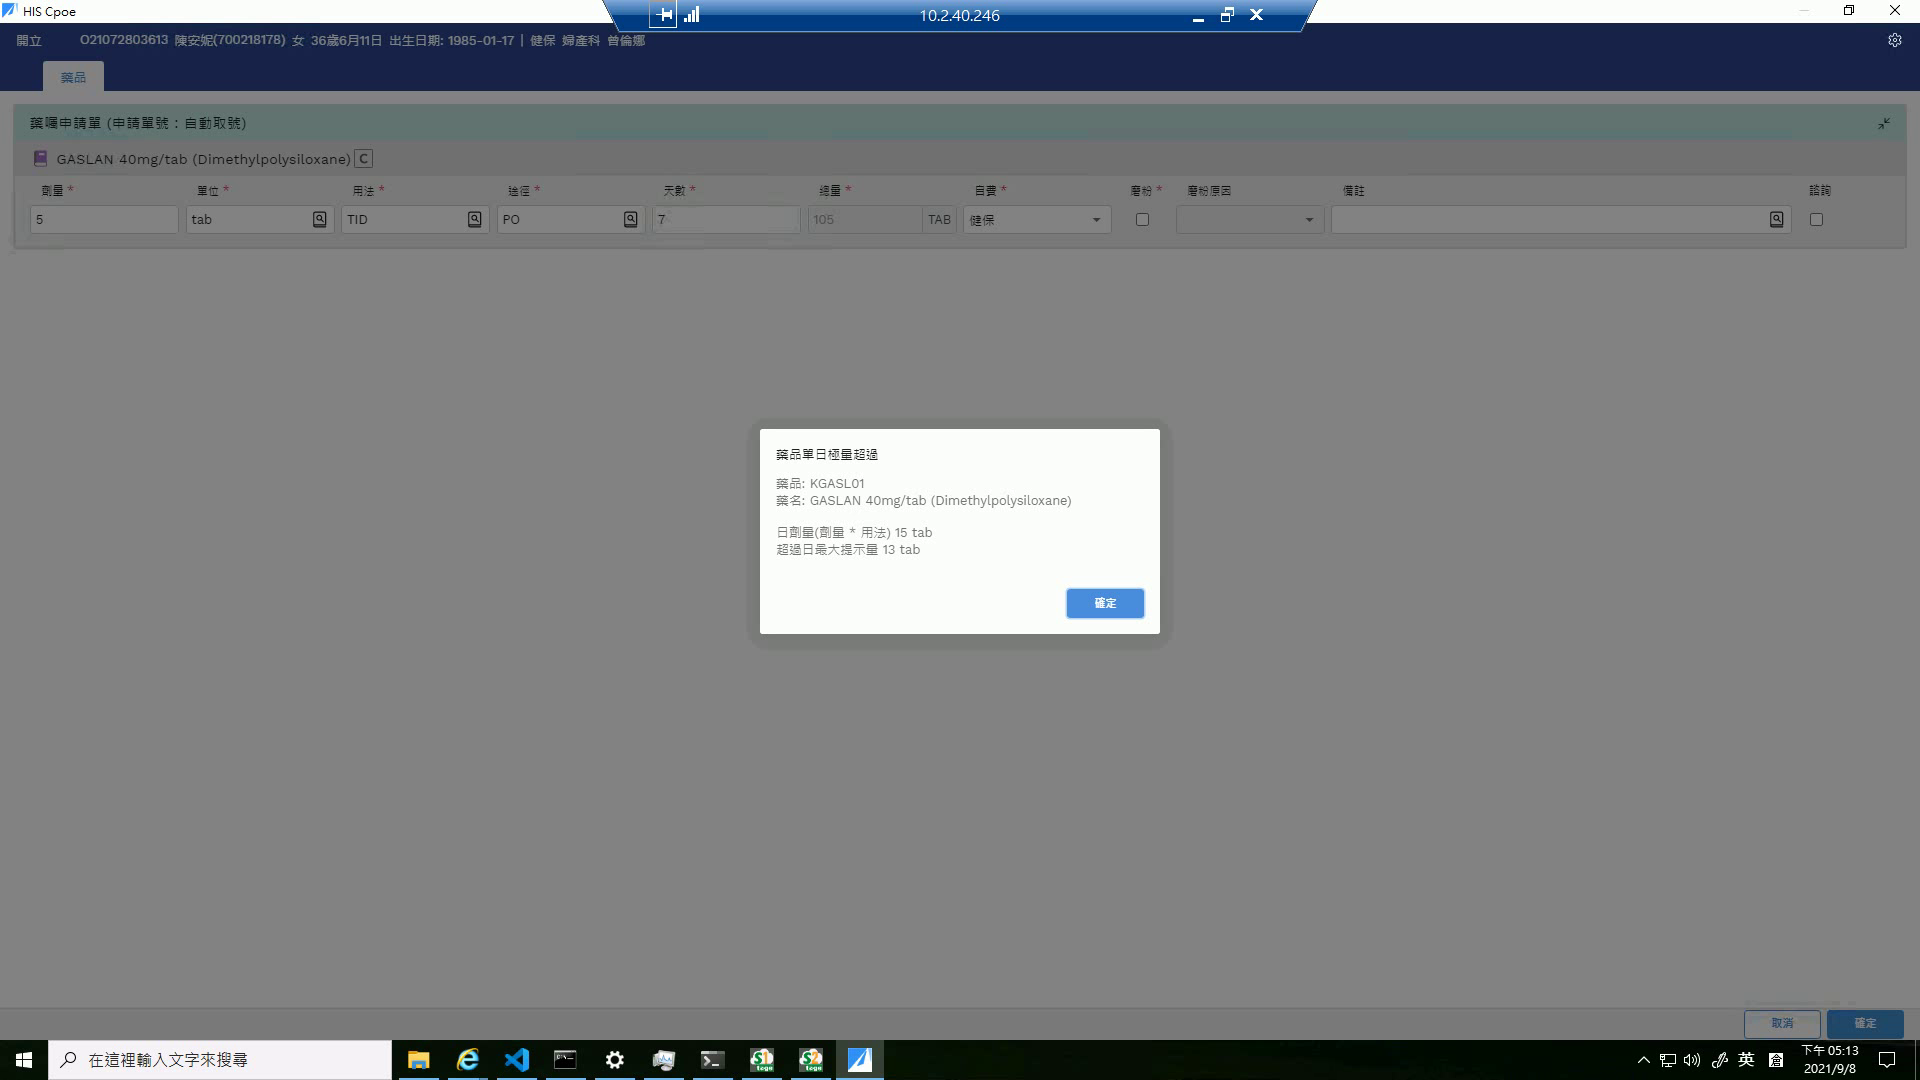 HIS Cpoe
10.2.40.246
開立 O21072803613 陳安妮(700218178) 女 36歲6月11日 出生日期: 1985-01-17 | 健保 婦產科 曾倫娜
藥品
藥囑申請單 (申請單號：自動取號)
GASLAN 40mg/tab (Dimethylpolysiloxane) C
劑量 * 單位 * 用法 * 途徑 * 天數 * 總量 * 自費 * 磨粉 * 磨粉原因 備註 諮詢
5 tab TID PO 7 105 TAB 健保
藥品單日極量超過
藥品: KGASL01
藥名: GASLAN 40mg/tab (Dimethylpolysiloxane)
日劑量(劑量 * 用法) 15 tab
超過日最大提示量 13 tab
確定
取消 確定
在這裡輸入文字來搜尋
S1 togs S2 togs
英 倉 下午 05:13
2021/9/8